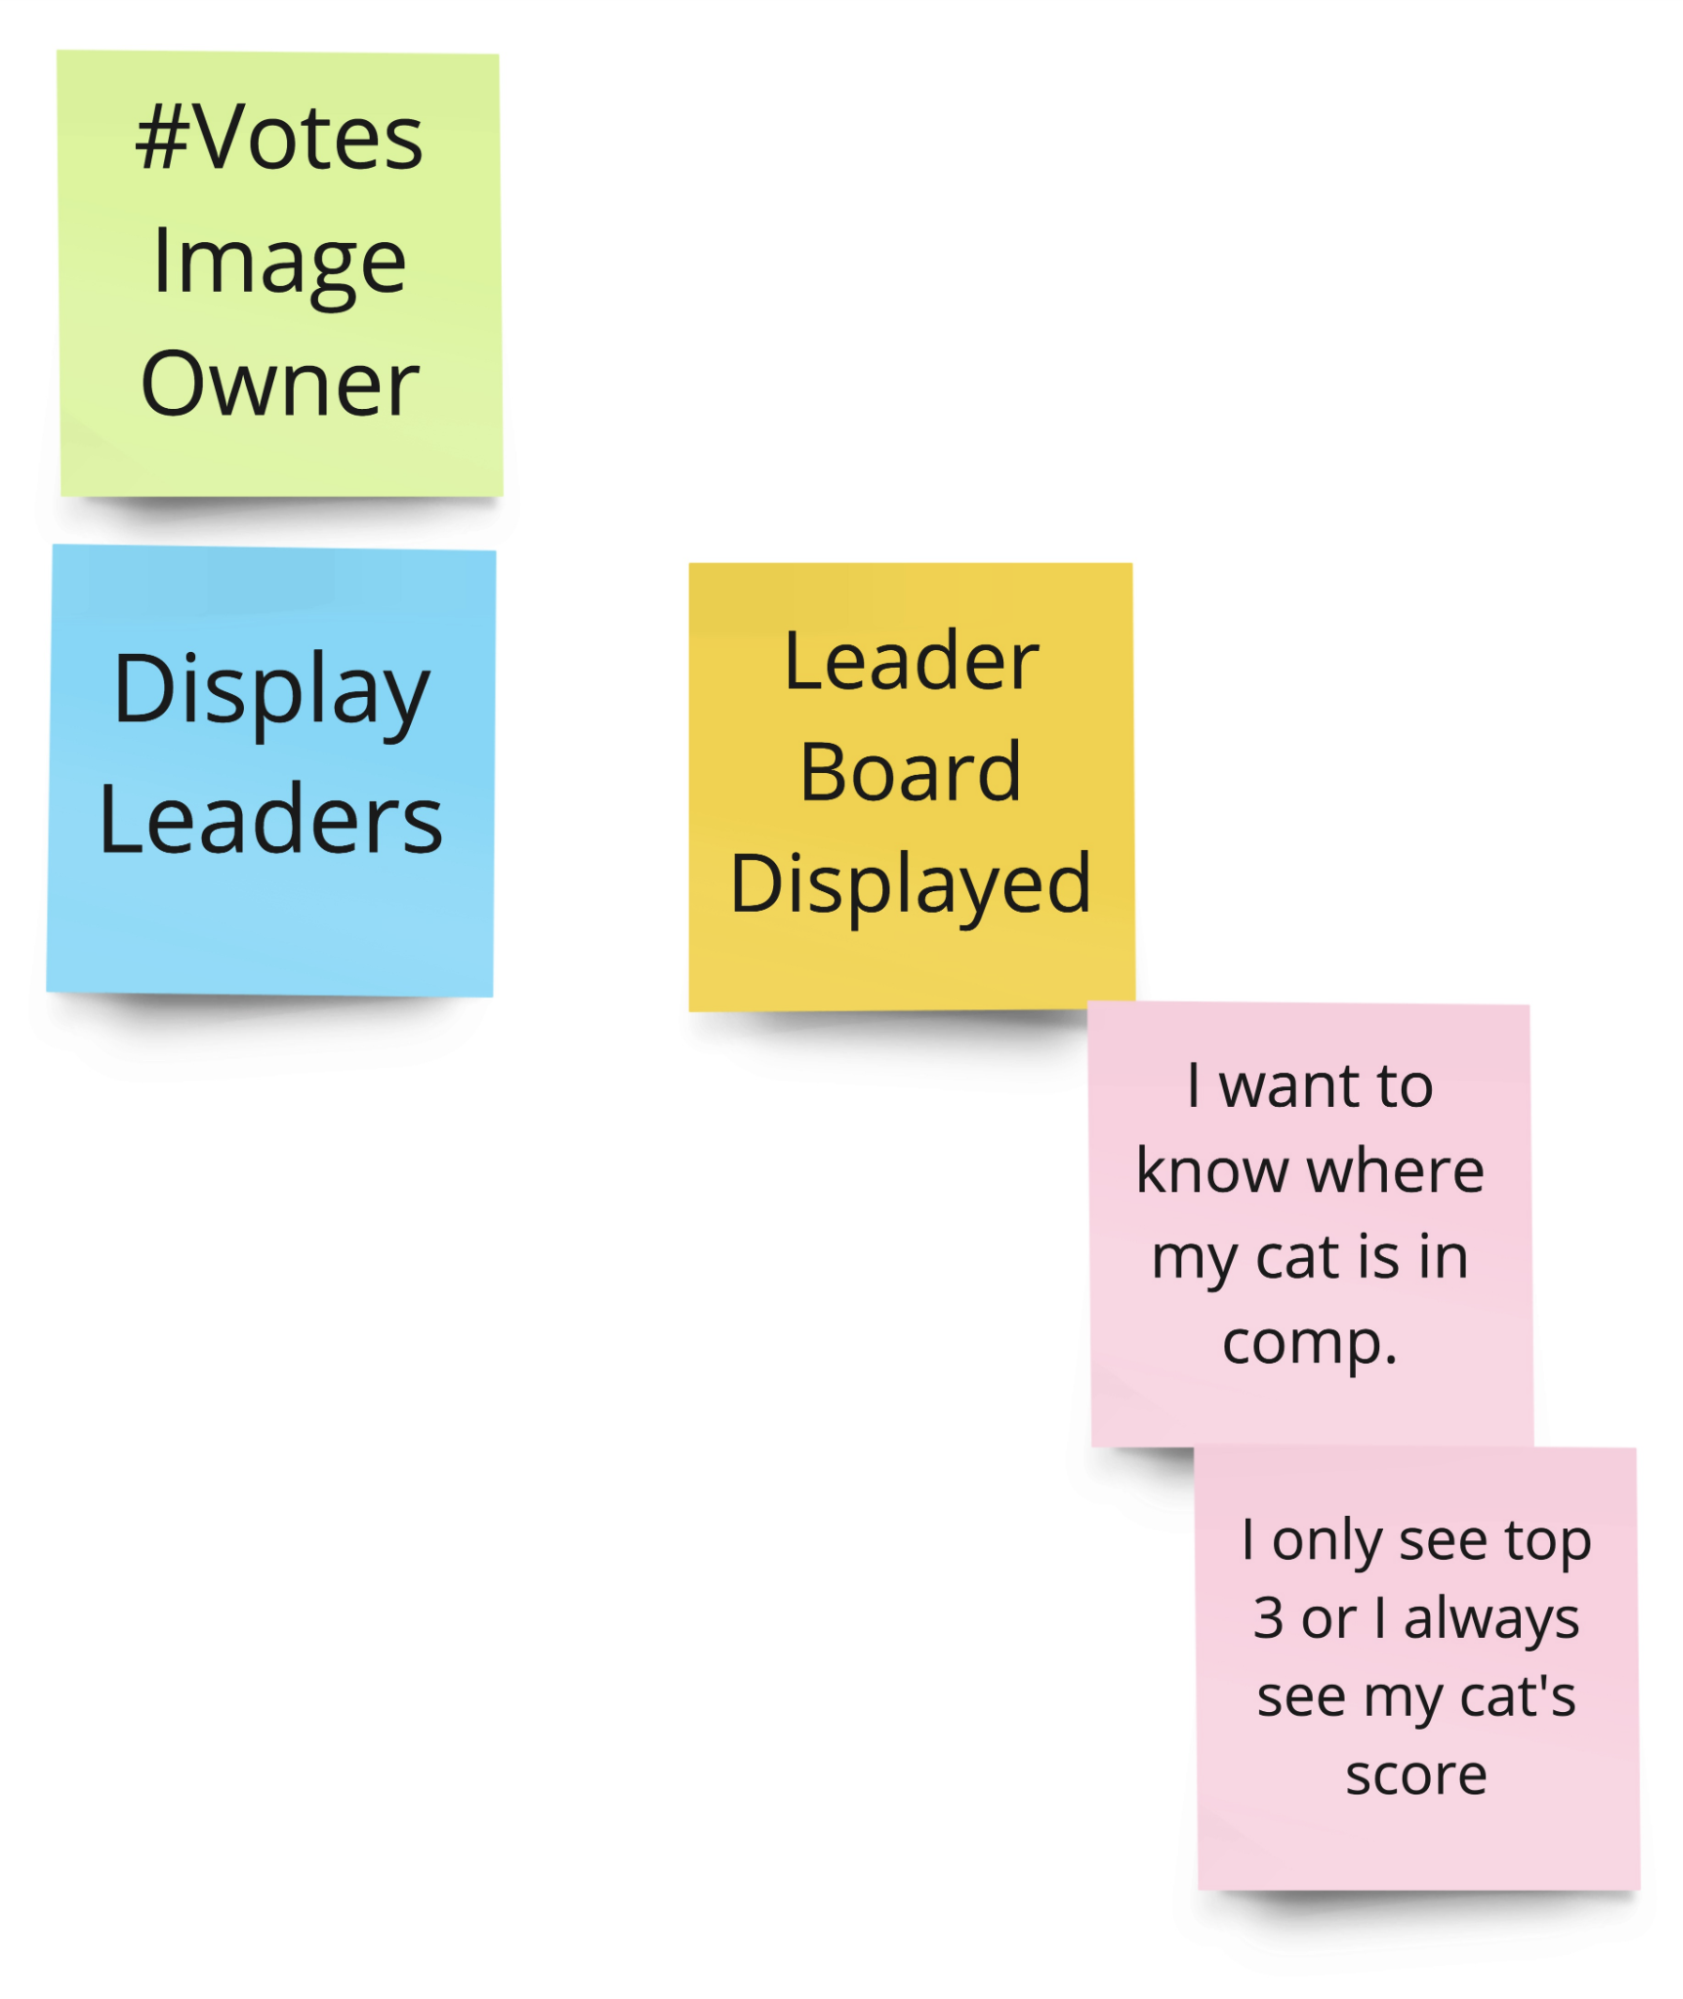 #Votes
Image
Owner
Display
Leaders
Leader
Board
Displayed
I want to
know where
my cat is in
comp.
I only see top
3 or I always
see my cat's
score